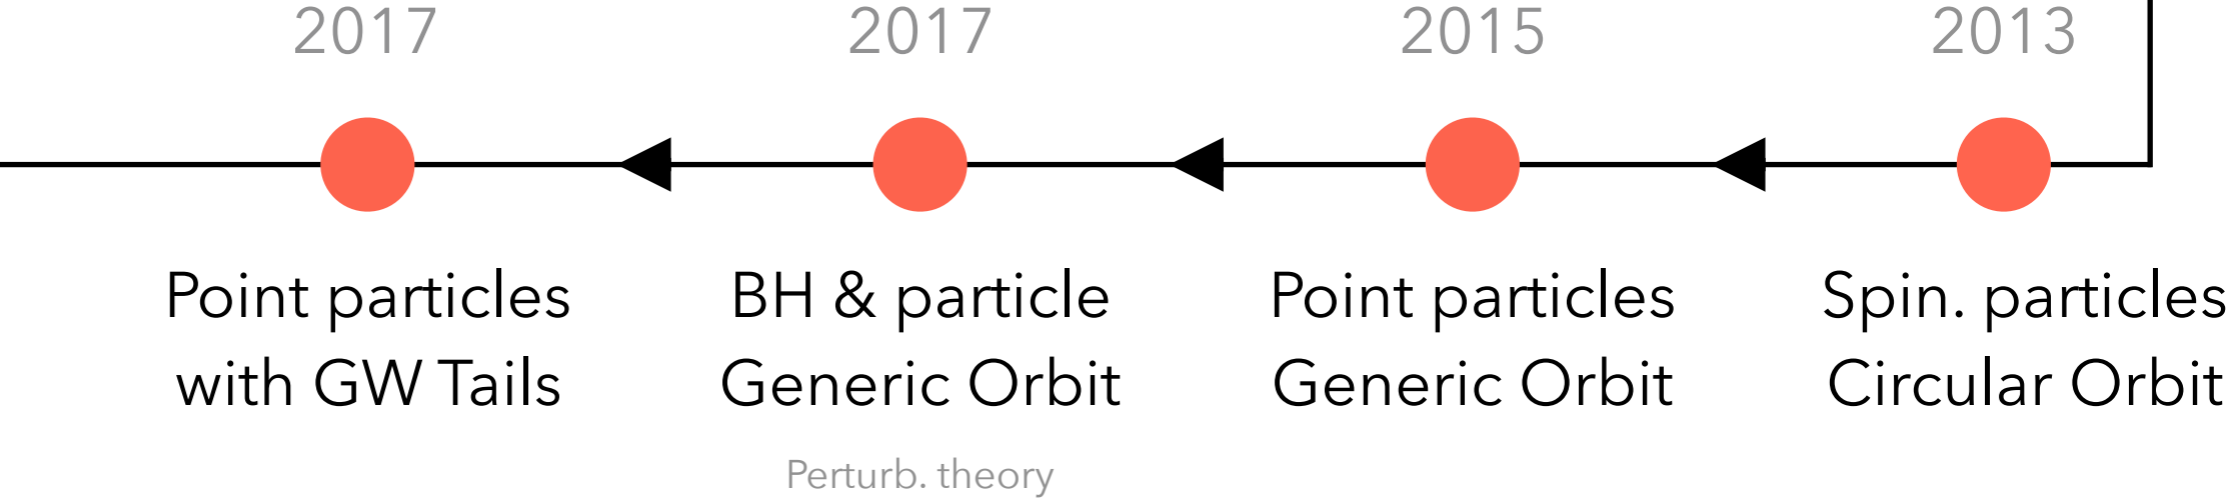 2017
2017
2015
2013
Point particles
with GW Tails
BH & particle
Generic Orbit
Perturb. theory
Point particles
Generic Orbit
Spin. particles
Circular Orbit